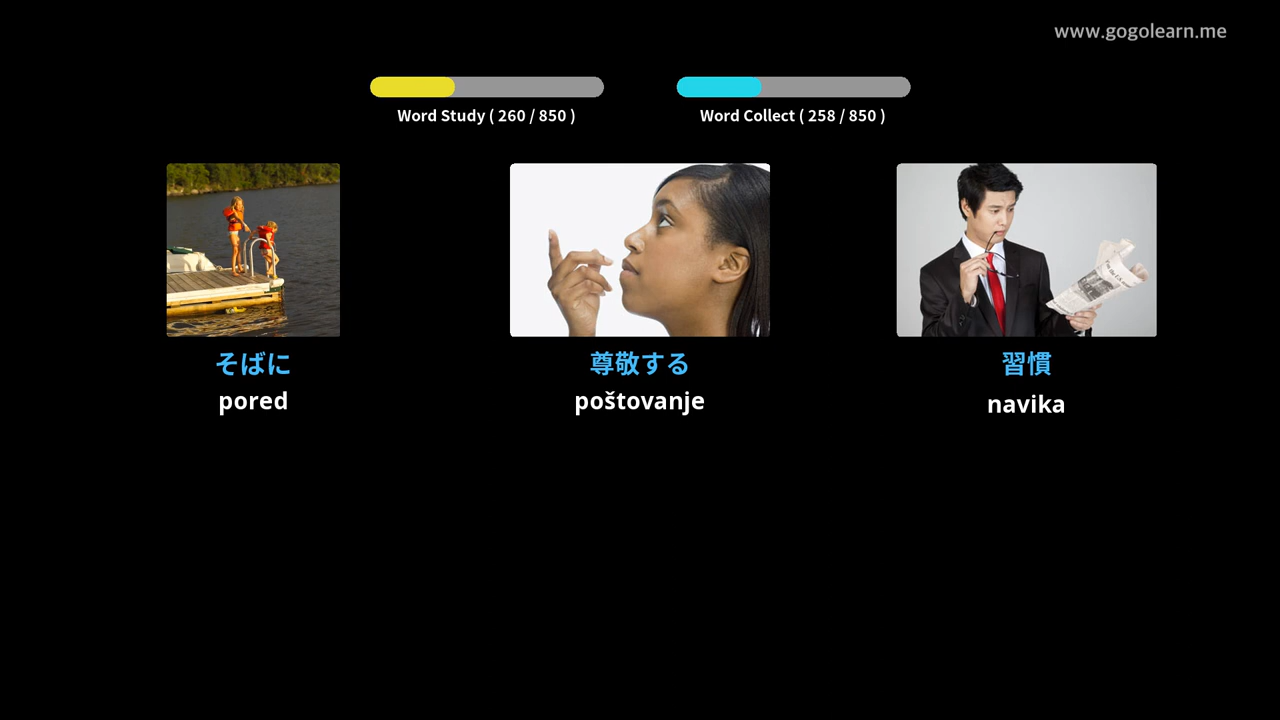 www.gogolearn.me
Word Study ( 260 / 850 )
Word Collect ( 258 / 850 )
そばに
pored
尊敬する
poštovanje
習慣
navika